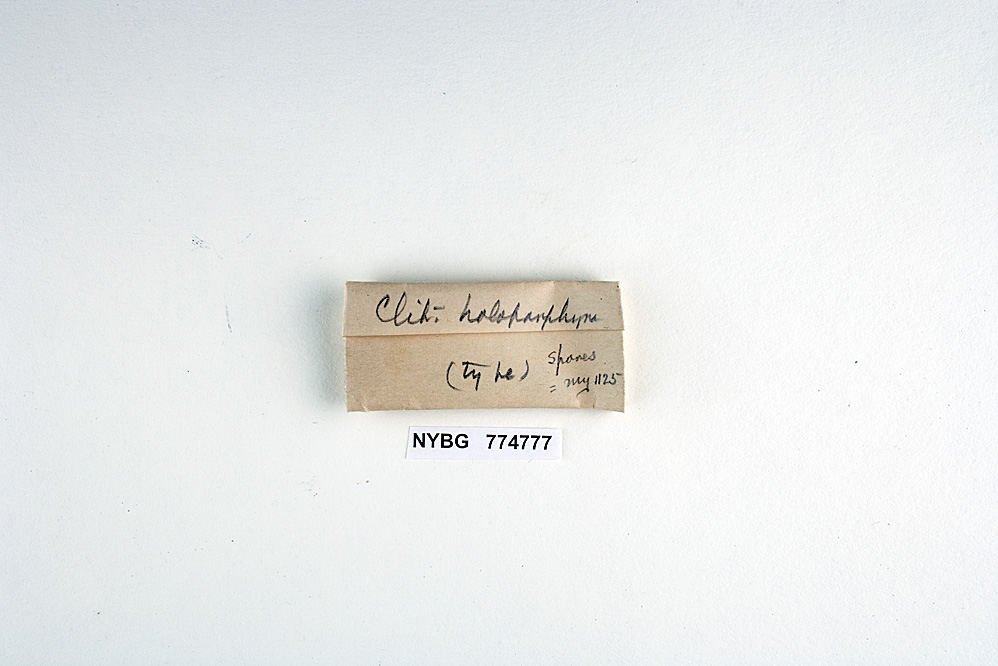 Clit. holoporphyra
(type)
spores
= my 1125
NYBG 774777